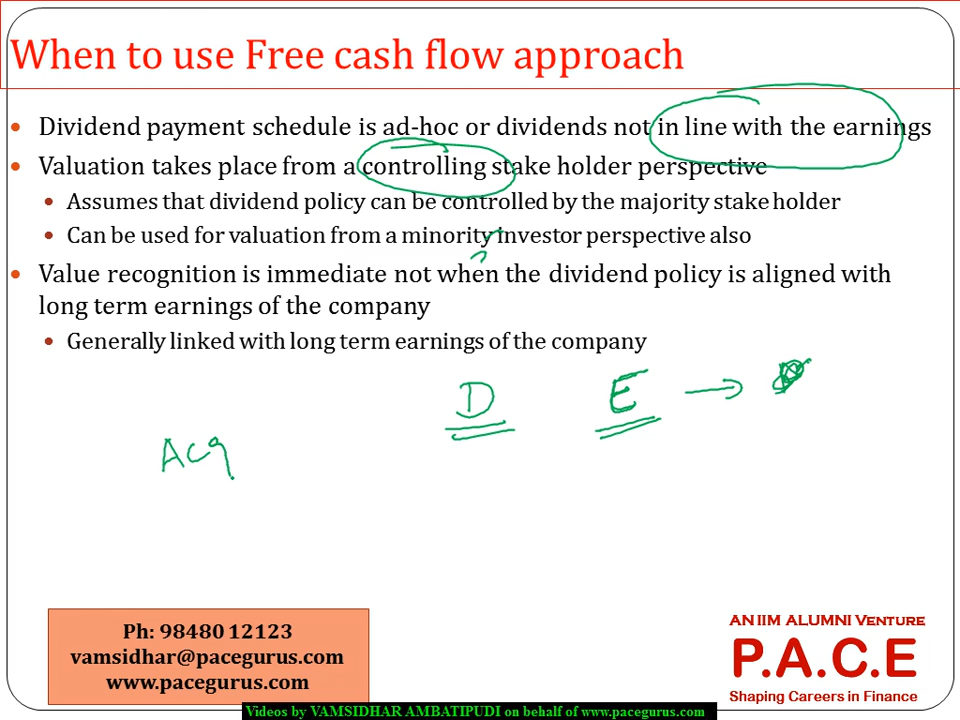 When to use Free cash flow approach
• Dividend payment schedule is ad-hoc or dividends not in line with the earnings
• Valuation takes place from a controlling stake holder perspective
• Assumes that dividend policy can be controlled by the majority stake holder
• Can be used for valuation from a minority investor perspective also
• Value recognition is immediate not when the dividend policy is aligned with
long term earnings of the company
• Generally linked with long term earnings of the company
D E →
Acq
Ph: 98480 12123
vamsidhar@pacegurus.com
www.pacegurus.com
AN IIM ALUMNI VENTURE
P.A.C.E
Shaping Careers in Finance
Videos by VAMSIDHAR AMBATIPUDI on behalf of www.pacegurus.com